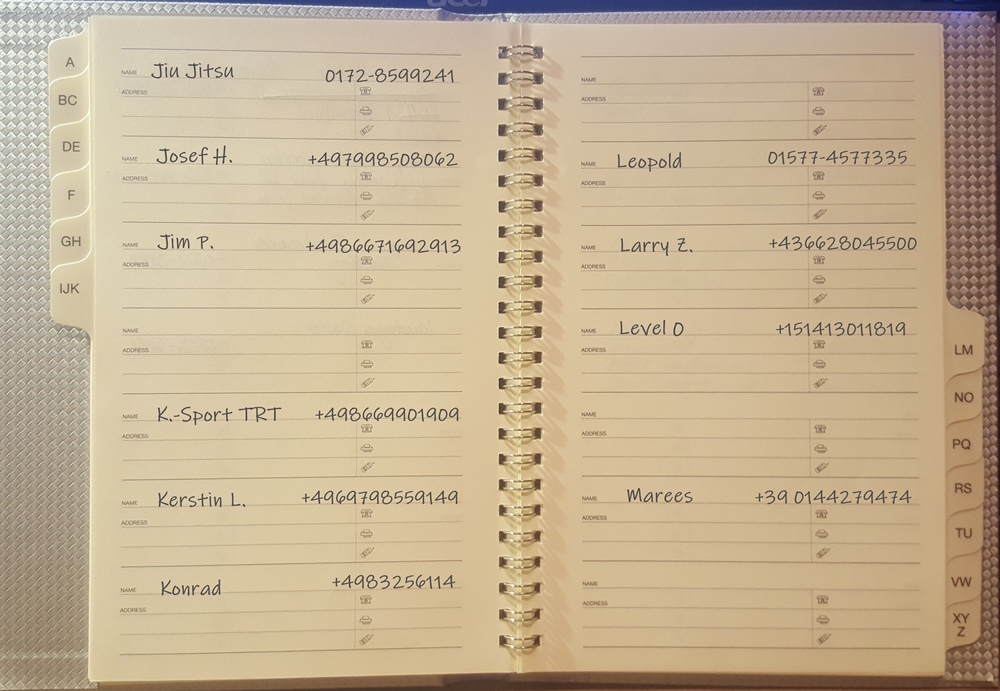 acer
A
BC
DE
F
GH
IJK
NAME Jiu Jitsu 0172-8599241
ADDRESS
NAME Josef H. +497998508062
ADDRESS
NAME Jim P. +4986671692913
ADDRESS
NAME
ADDRESS
NAME K.-Sport TRT +498669901909
ADDRESS
NAME Kerstin L. +4969798559149
ADDRESS
NAME Konrad +4983256114
ADDRESS
NAME
ADDRESS
NAME Leopold 01577-4577335
ADDRESS
NAME Larry Z. +436628045500
ADDRESS
NAME Level 0 +151413011819
ADDRESS
NAME
ADDRESS
NAME Marees +39 0144279474
ADDRESS
NAME
ADDRESS
LM
NO
PQ
RS
TU
VW
XY
Z